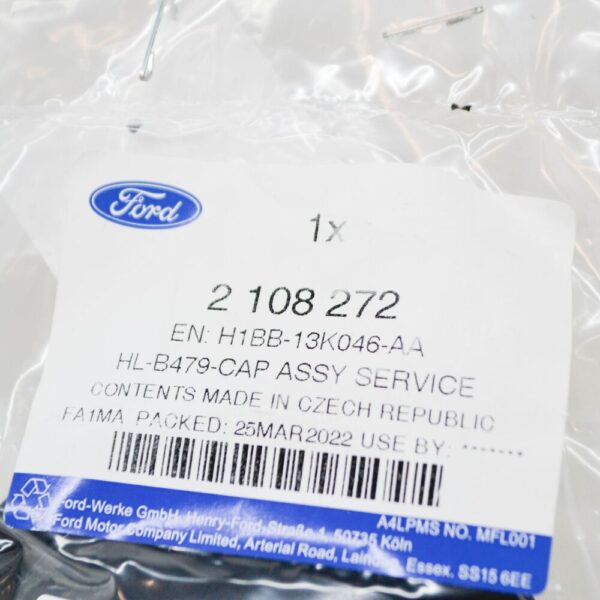 Ford
1x
2 108 272
EN: H1BB-13K046-AA
HL-B479-CAP ASSY SERVICE
CONTENTS MADE IN CZECH REPUBLIC
FA1MA PACKED: 25MAR2022 USE BY: *******
A4LPMS NO. MFL001
Ford-Werke GmbH, Henry-Ford-Straße 1, 50735 Köln
Ford Motor Company Limited, Arterial Road, Laindon, Essex. SS15 6EE